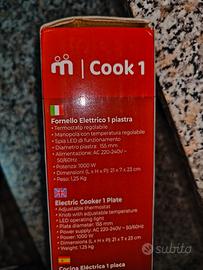 m | Cook 1
Fornello Elettrico 1 piastra
• Termostato regolabile
• Manopola con temperatura regolabile
• Spia LED di funzionamento
• Diametro piastra: 155 mm
• Alimentazione: AC 220-240V ~
50/60Hz
• Potenza: 1000 W
• Dimensioni (L x H x P): 21 x 7 x 23 cm
• Peso: 1,25 Kg
Electric Cooker 1 Plate
• Adjustable thermostat
• Knob with adjustable temperature
• LED operating light
• Plate diameter: 155 mm
• Power supply: AC 220-240V ~
50/60Hz
• Power: 1000 W
• Dimensions (L x H x P): 21 x 7 x 23 cm
• Weight: 1.25 Kg
Cocina Eléctrica 1 placa
subito